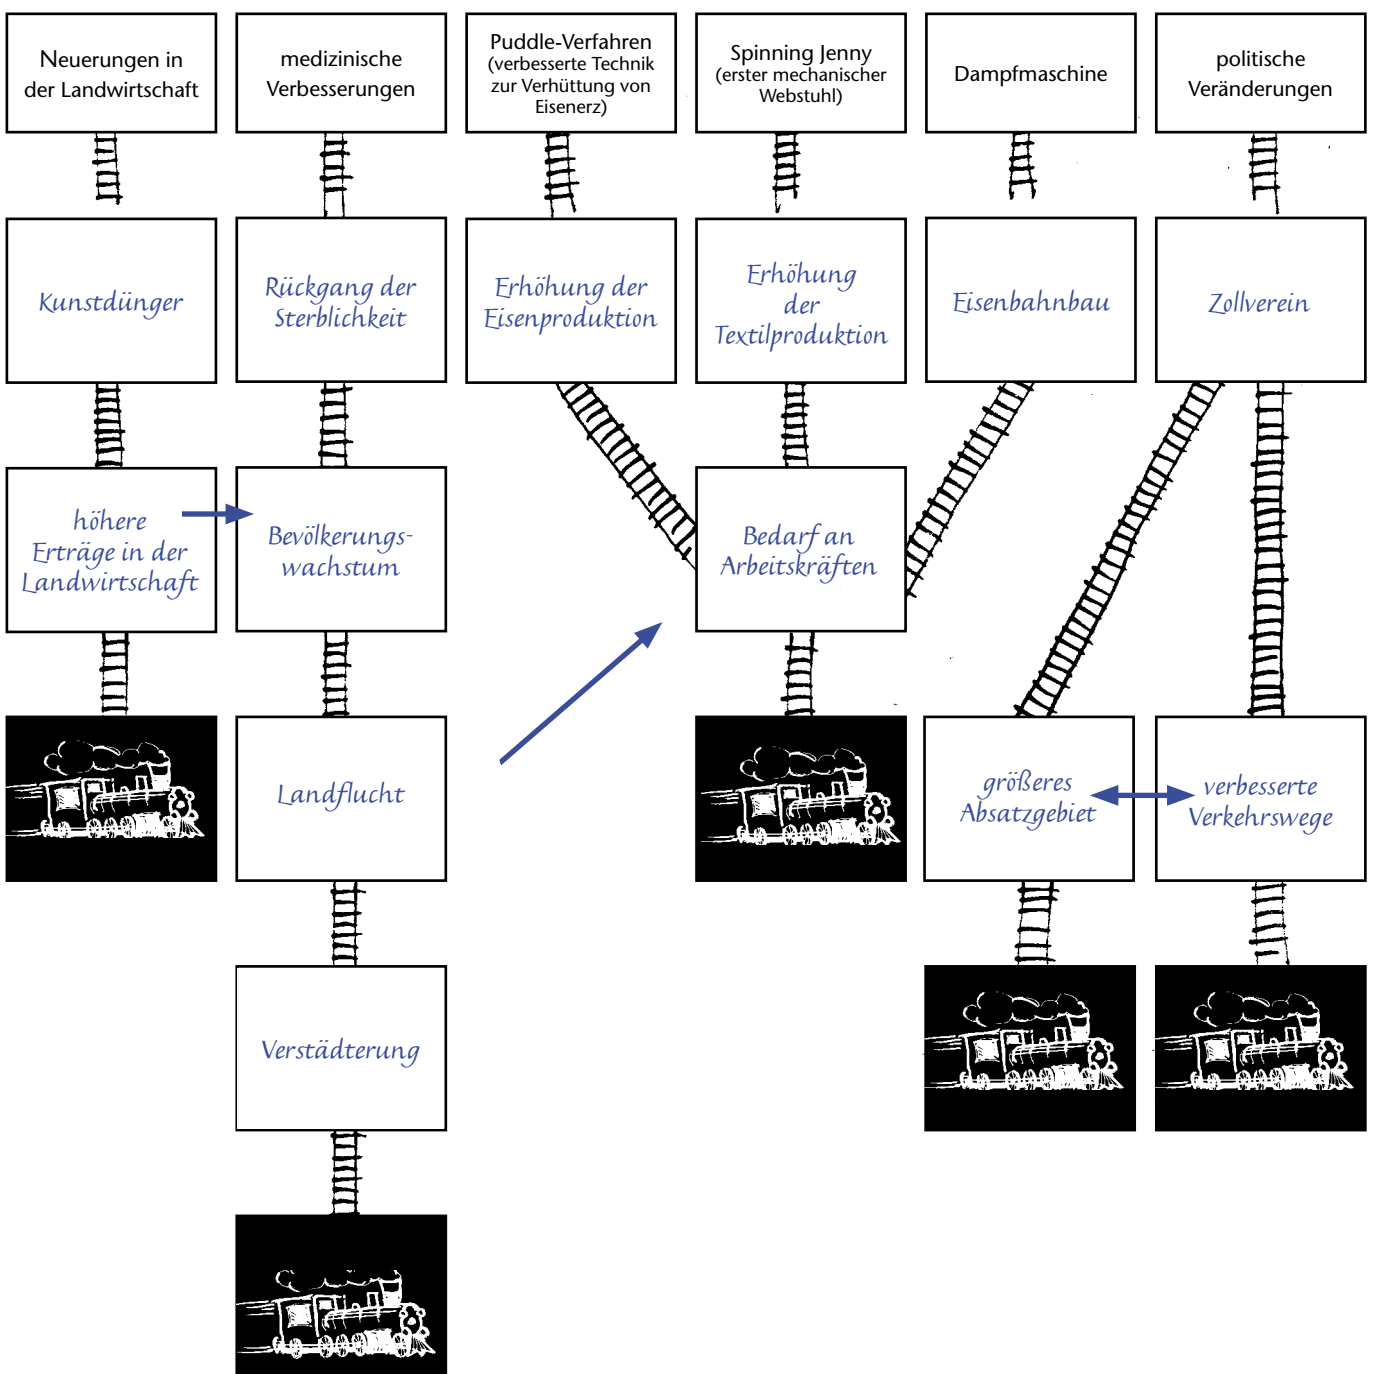 Neuerungen in
der Landwirtschaft
medizinische
Verbesserungen
Puddle-Verfahren
(verbesserte Technik
zur Verhüttung von
Eisenerz)
Spinning Jenny
(erster mechanischer
Webstuhl)
Dampfmaschine
politische
Veränderungen
Kunstdünger
Rückgang der
Sterblichkeit
Erhöhung der
Eisenproduktion
Erhöhung
der
Textilproduktion
Eisenbahnbau
Zollverein
höhere
Erträge in der
Landwirtschaft
Bevölkerungs-
wachstum
Bedarf an
Arbeitskräften
Landflucht
größeres
Absatzgebiet
verbesserte
Verkehrswege
Verstädterung